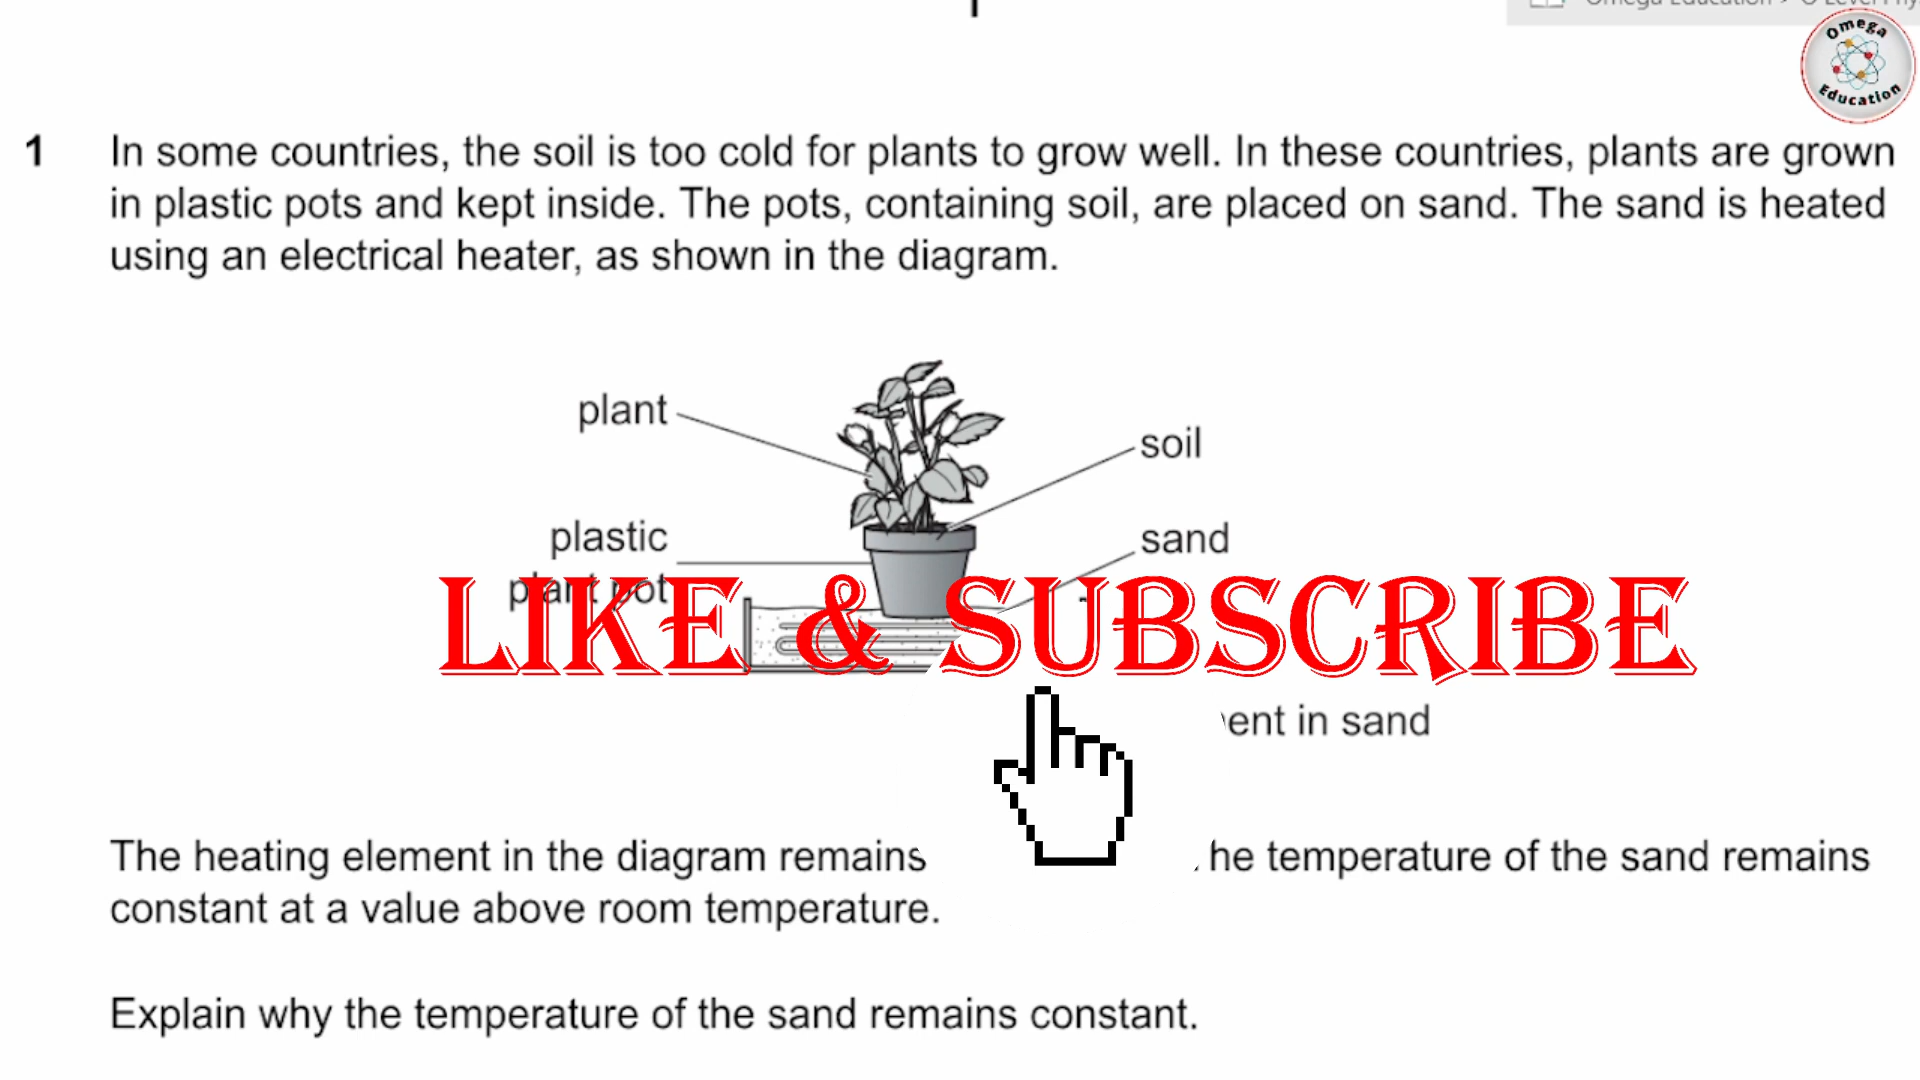 Omega
Education
1 In some countries, the soil is too cold for plants to grow well. In these countries, plants are grown
in plastic pots and kept inside. The pots, containing soil, are placed on sand. The sand is heated
using an electrical heater, as shown in the diagram.
plant
soil
plastic
sand
plant pot
LIKE & SUBSCRIBE
in sand
The heating element in the diagram remains
temperature of the sand remains
constant at a value above room temperature.
Explain why the temperature of the sand remains constant.